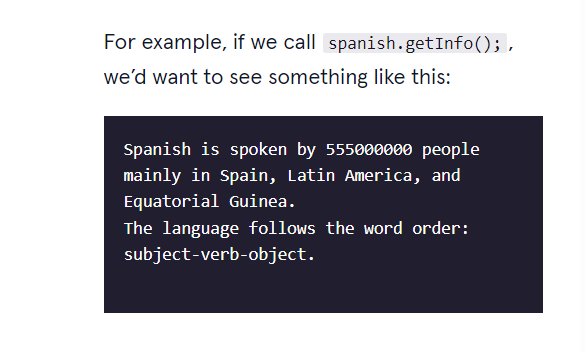 For example, if we call spanish.getInfo();,
we’d want to see something like this:
Spanish is spoken by 555000000 people
mainly in Spain, Latin America, and
Equatorial Guinea.
The language follows the word order:
subject-verb-object.